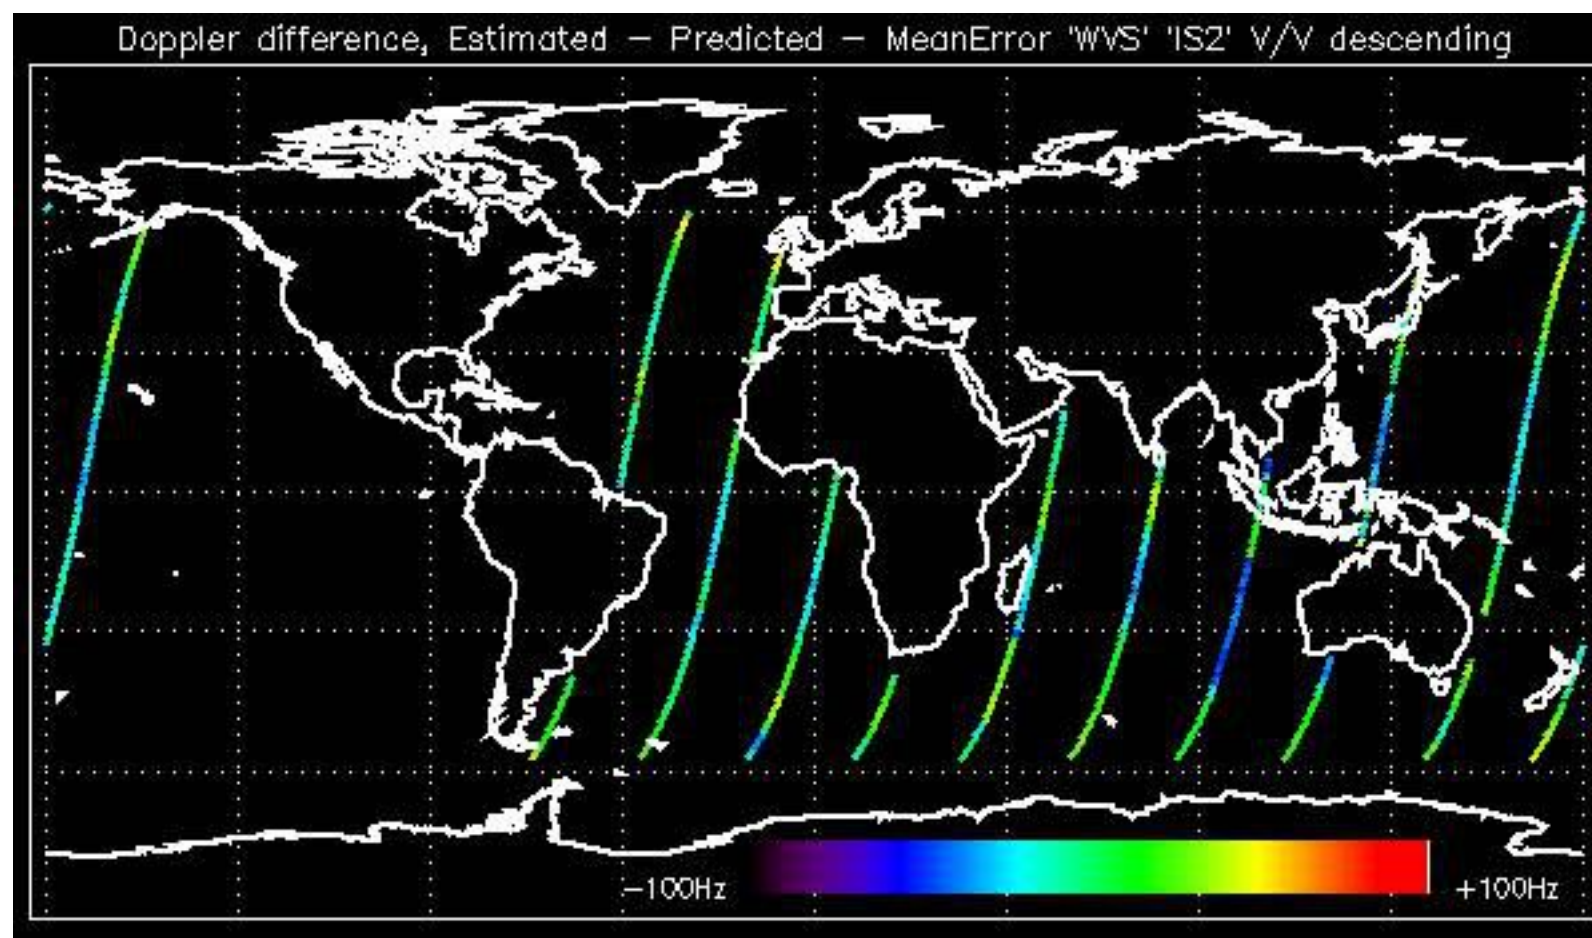 Doppler difference, Estimated – Predicted – MeanError 'WVS' 'IS2' V/V descending
-100Hz +100Hz